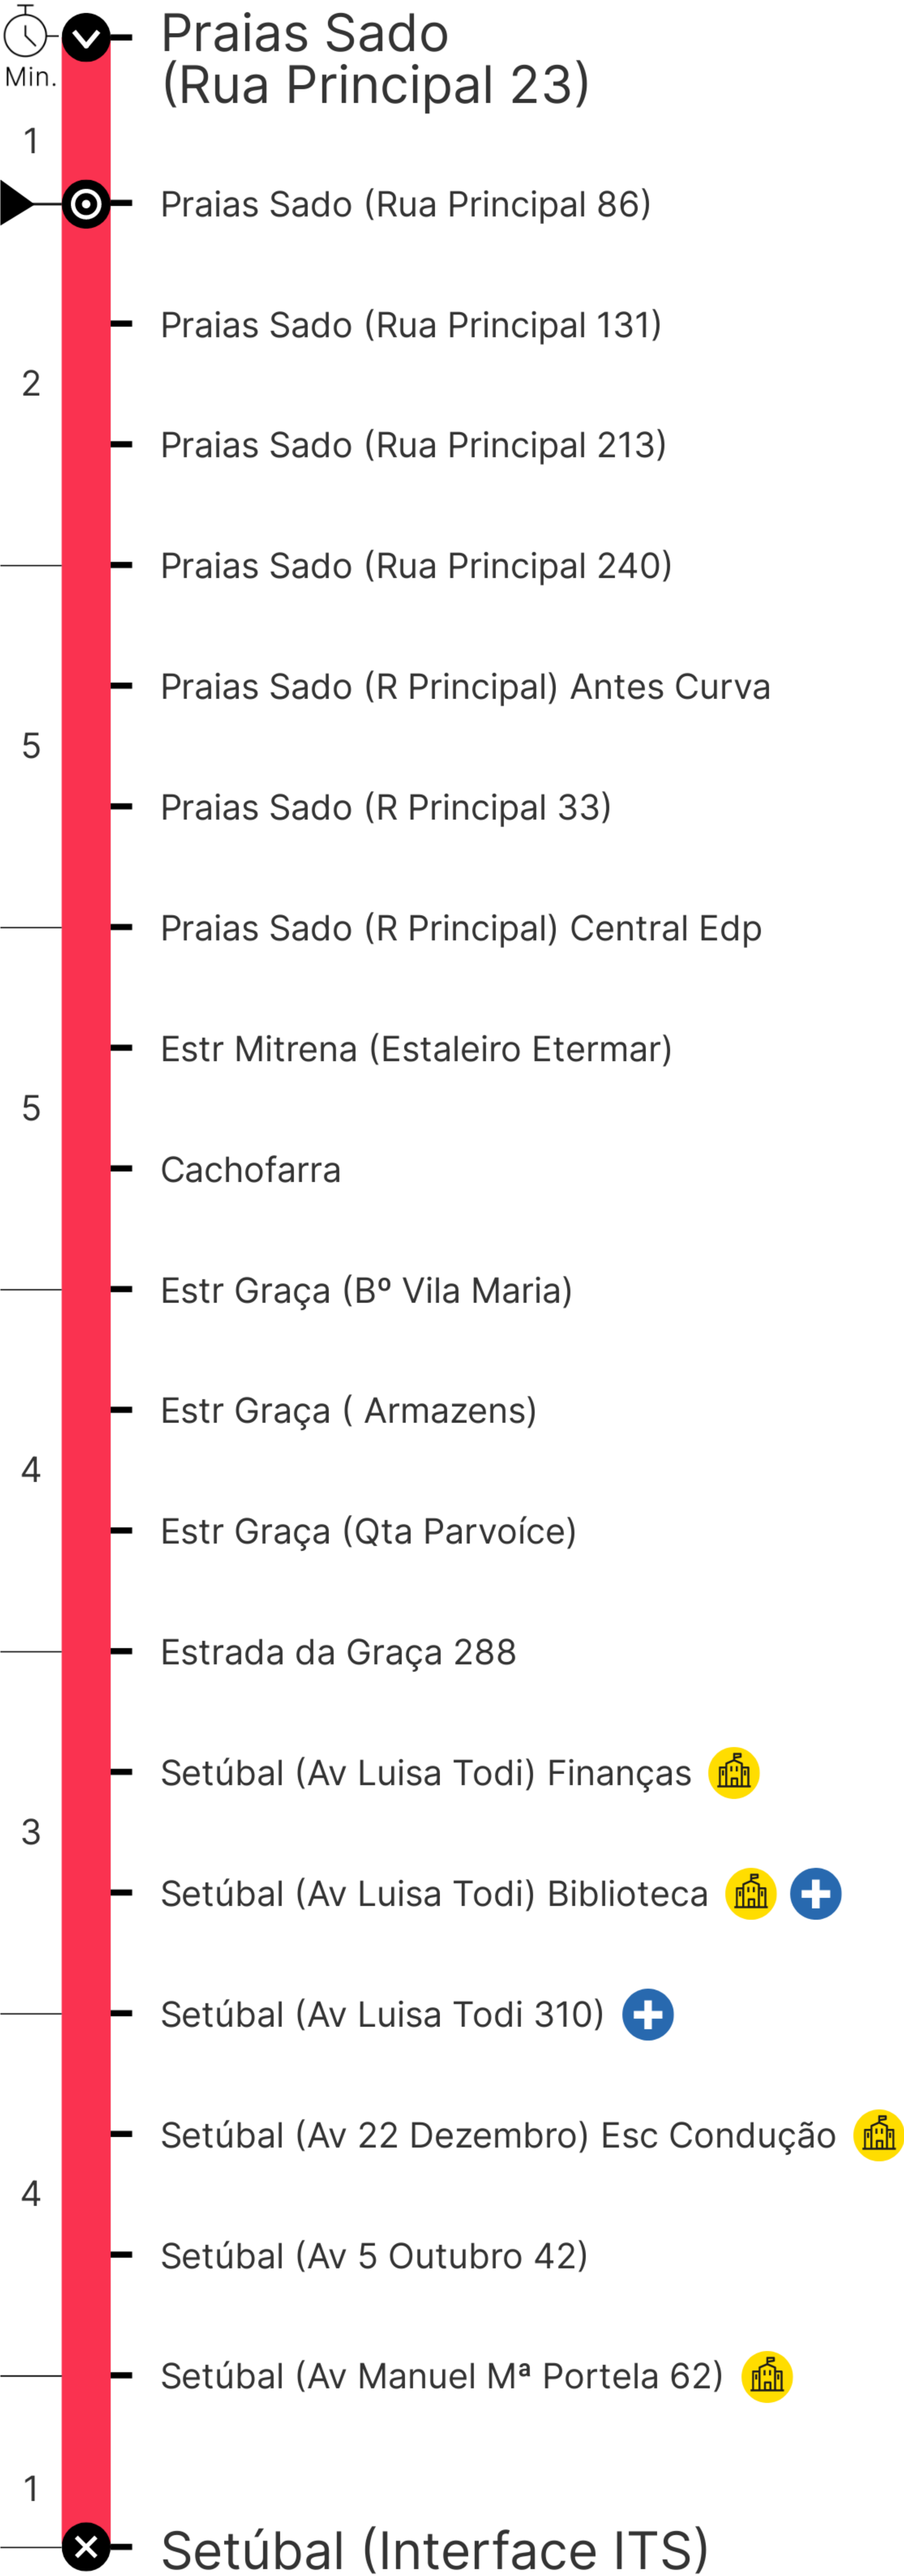 Praias Sado
(Rua Principal 23)
Min.
1
Praias Sado (Rua Principal 86)
Praias Sado (Rua Principal 131)
2
Praias Sado (Rua Principal 213)
Praias Sado (Rua Principal 240)
Praias Sado (R Principal) Antes Curva
5
Praias Sado (R Principal 33)
Praias Sado (R Principal) Central Edp
Estr Mitrena (Estaleiro Etermar)
5
Cachofarra
Estr Graça (Bº Vila Maria)
Estr Graça ( Armazens)
4
Estr Graça (Qta Parvoíce)
Estrada da Graça 288
Setúbal (Av Luisa Todi) Finanças
3
Setúbal (Av Luisa Todi) Biblioteca
Setúbal (Av Luisa Todi 310)
Setúbal (Av 22 Dezembro) Esc Condução
4
Setúbal (Av 5 Outubro 42)
Setúbal (Av Manuel Mª Portela 62)
1
Setúbal (Interface ITS)